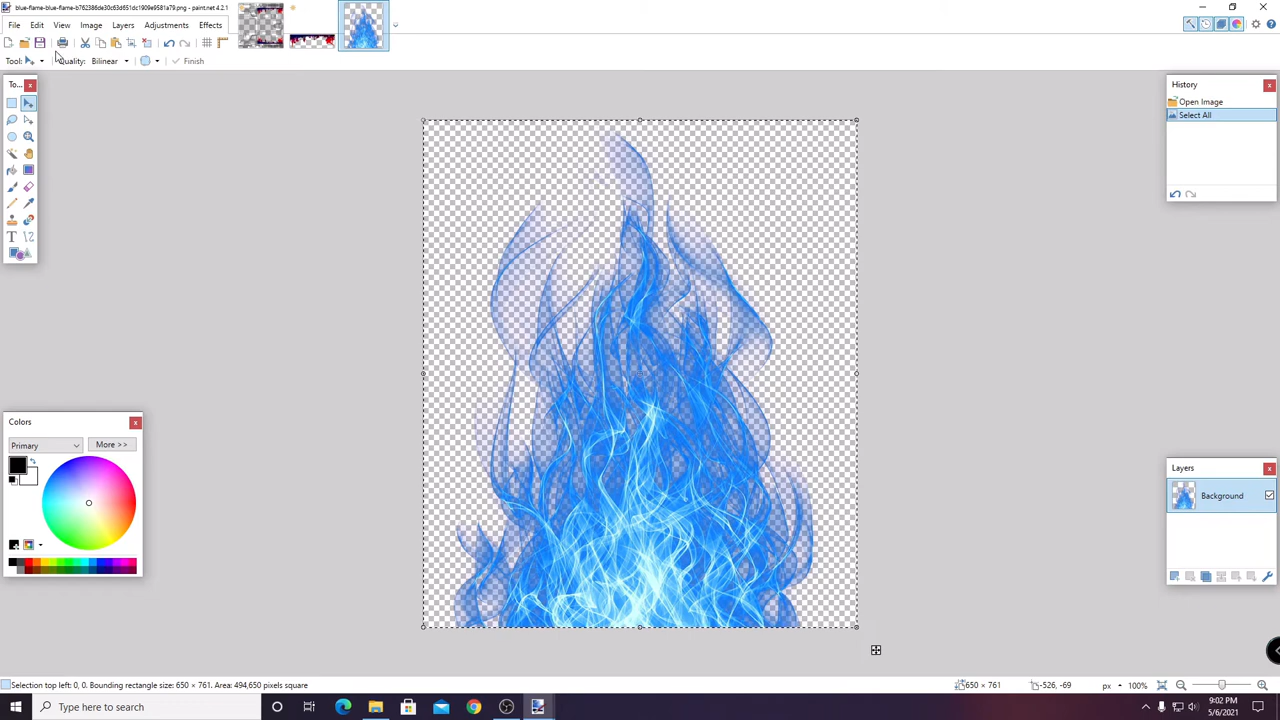 blue-flame-blue-flame-b762386de30c63d651dc1909e9581a79.png - paint.net 4.2.1
File Edit View Image Layers Adjustments Effects
Tool: Quality: Bilinear Finish
To...
History
Open Image
Select All
Colors
Primary More >>
Layers
Background
Selection top left: 0, 0. Bounding rectangle size: 650 × 761. Area: 494,650 pixels square
650 × 761 -526, -69 px 100%
Type here to search
9:02 PM
5/6/2021